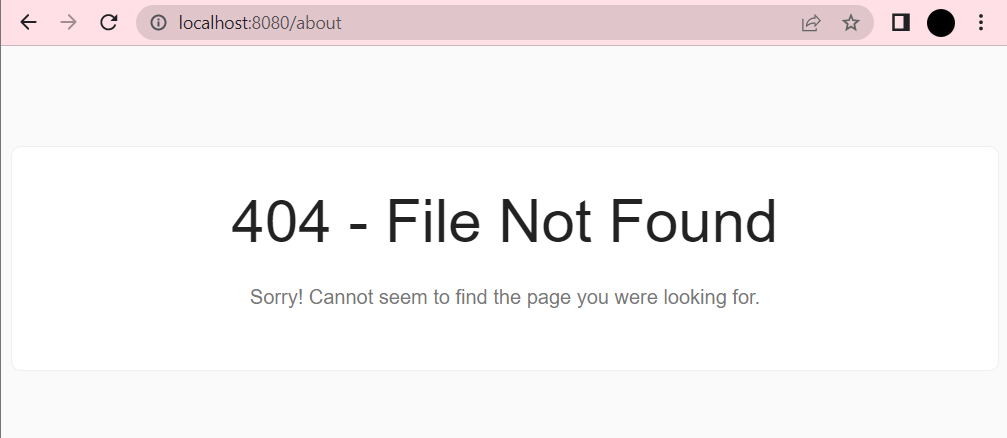 localhost:8080/about
404 - File Not Found
Sorry! Cannot seem to find the page you were looking for.